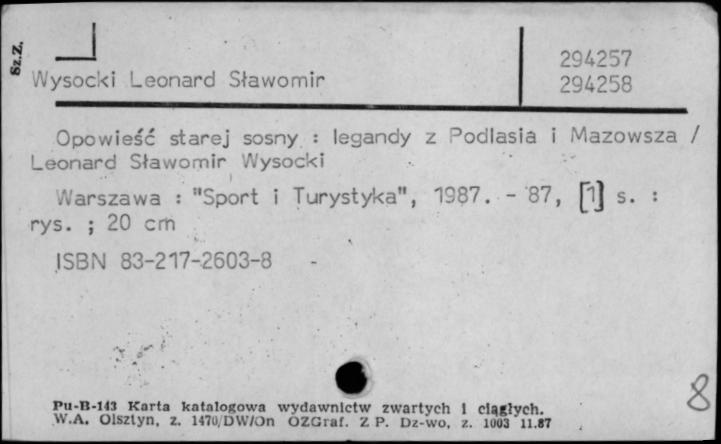 Sz.Z.
294257
Wysocki Leonard Sławomir
294258
Opowieść starej sosny : legandy z Podlasia i Mazowsza /
Leonard Sławomir Wysocki
Warszawa : "Sport i Turystyka", 1987. - 87, [1] s. :
rys. ; 20 cm
ISBN 83-217-2603-8 -
8
Pu-B-143 Karta katalogowa wydawnictw zwartych i ciągłych.
W.A. Olsztyn, z. 1470/DW/On OZGraf. Z P. Dz-wo, z. 1003 11.87